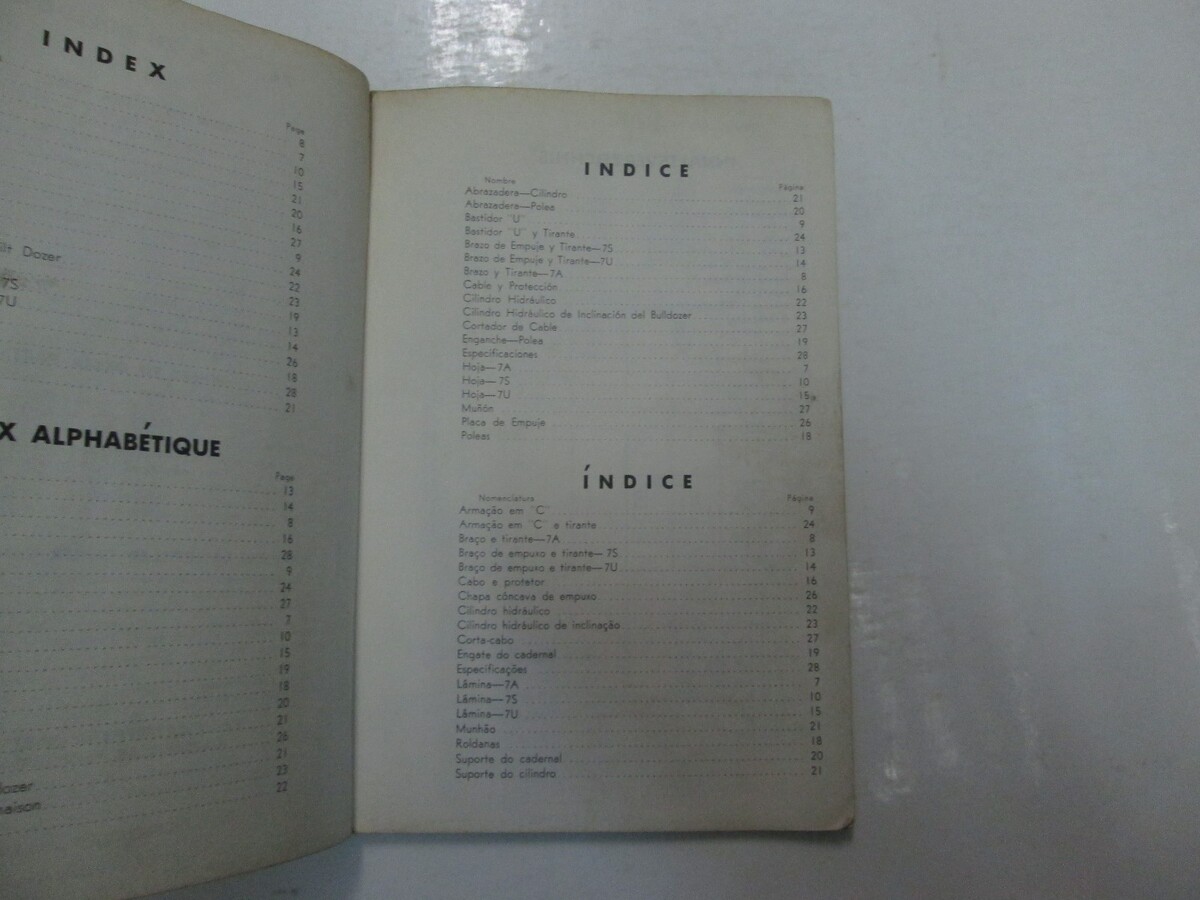 INDEX
Page
8
7
10
15
21
20
16
27
ilt Dozer 9
24
7S 22
7U 23
19
13
14
26
18
28
21
X ALPHABÉTIQUE
Page
13
14
8
16
28
9
24
27
7
10
15
19
18
20
21
26
21
dozer 23
naison 22
INDICE
Nombre Página
Abrazadera—Cilindro 21
Abrazadera—Polea 20
Bastidor "U" 9
Bastidor "U" y Tirante 24
Brazo de Empuje y Tirante—7S 13
Brazo de Empuje y Tirante—7U 14
Brazo y Tirante—7A 8
Cable y Protección 16
Cilindro Hidráulico 22
Cilindro Hidráulico de Inclinación del Bulldozer 23
Cortador de Cable 27
Enganche—Polea 19
Especificaciones 28
Hoja—7A 7
Hoja—7S 10
Hoja—7U 15
Muñón 27
Placa de Empuje 26
Poleas 18
ÍNDICE
Nomenclatura Página
Armação em "C" 9
Armação em "C" e tirante 24
Braço e tirante—7A 8
Braço de empuxo e tirante—7S 13
Braço de empuxo e tirante—7U 14
Cabo e protetor 16
Chapa côncava de empuxo 26
Cilindro hidráulico 22
Cilindro hidráulico de inclinação 23
Corta-cabo 27
Engate do cadernal 19
Especificações 28
Lâmina—7A 7
Lâmina—7S 10
Lâmina—7U 15
Munhão 21
Roldanas 18
Suporte do cadernal 20
Suporte do cilindro 21